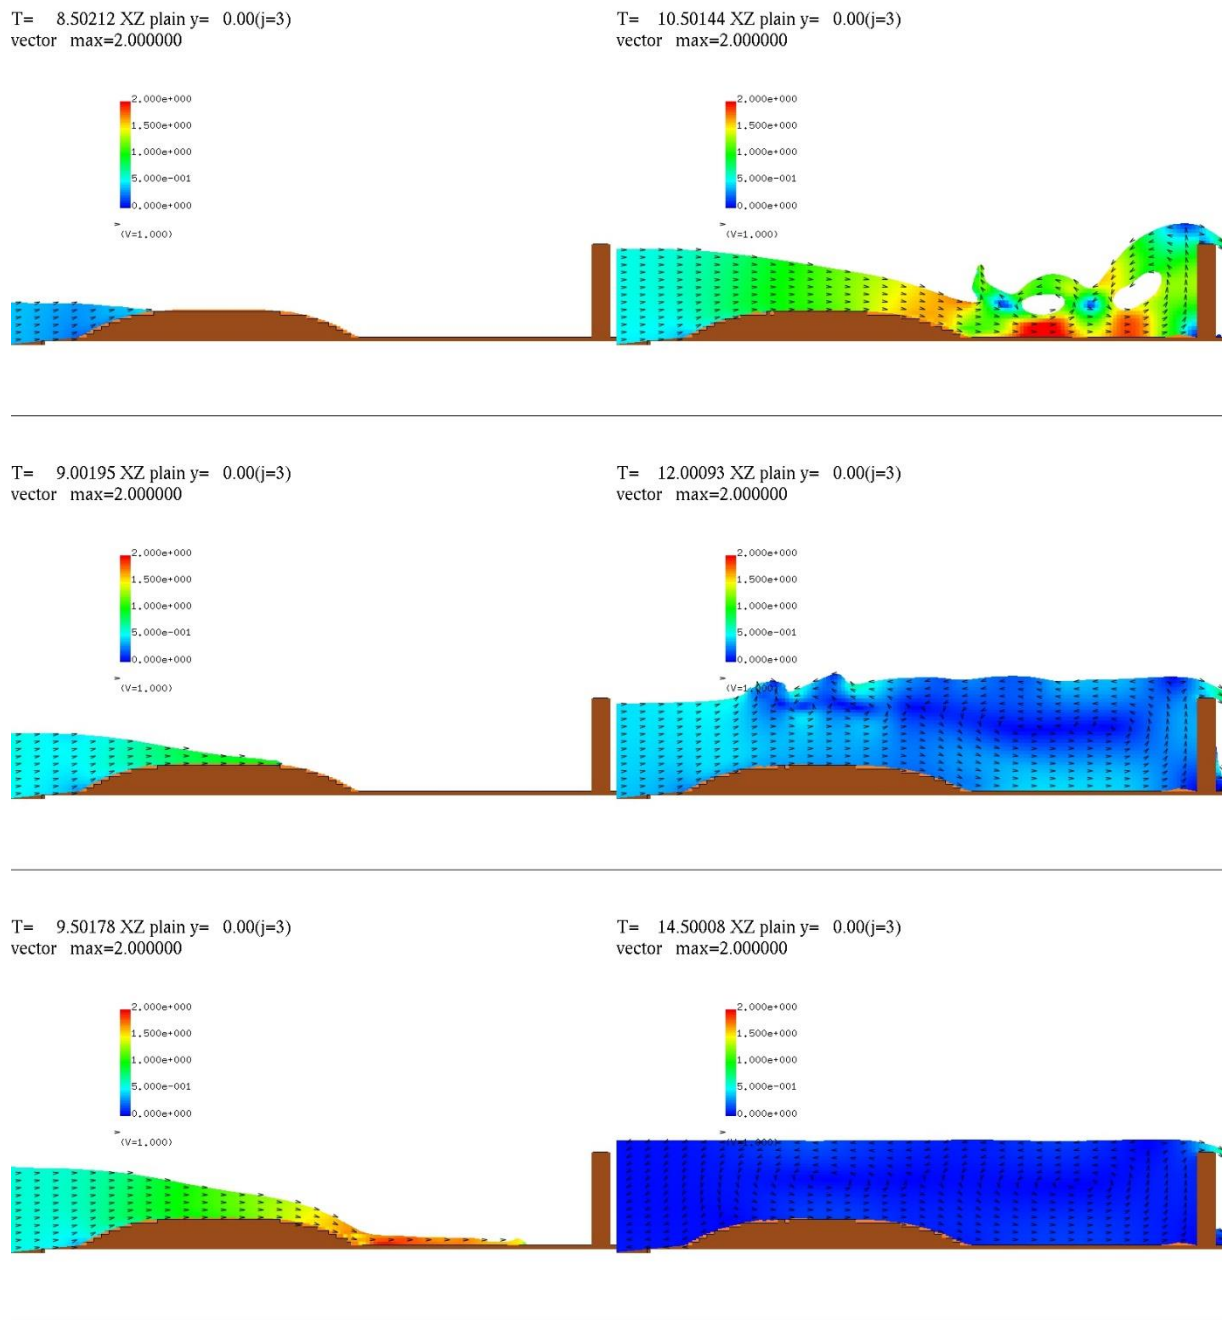 T= 8.50212 XZ plain y= 0.00(j=3)
vector max=2.000000
2.000e+000
1.500e+000
1.000e+000
5.000e-001
0.000e+000
(V=1.000)
T= 10.50144 XZ plain y= 0.00(j=3)
vector max=2.000000
2.000e+000
1.500e+000
1.000e+000
5.000e-001
0.000e+000
(V=1.000)
T= 9.00195 XZ plain y= 0.00(j=3)
vector max=2.000000
2.000e+000
1.500e+000
1.000e+000
5.000e-001
0.000e+000
(V=1.000)
T= 12.00093 XZ plain y= 0.00(j=3)
vector max=2.000000
2.000e+000
1.500e+000
1.000e+000
5.000e-001
0.000e+000
(V=1.000)
T= 9.50178 XZ plain y= 0.00(j=3)
vector max=2.000000
2.000e+000
1.500e+000
1.000e+000
5.000e-001
0.000e+000
(V=1.000)
T= 14.50008 XZ plain y= 0.00(j=3)
vector max=2.000000
2.000e+000
1.500e+000
1.000e+000
5.000e-001
0.000e+000
(V=1.000)